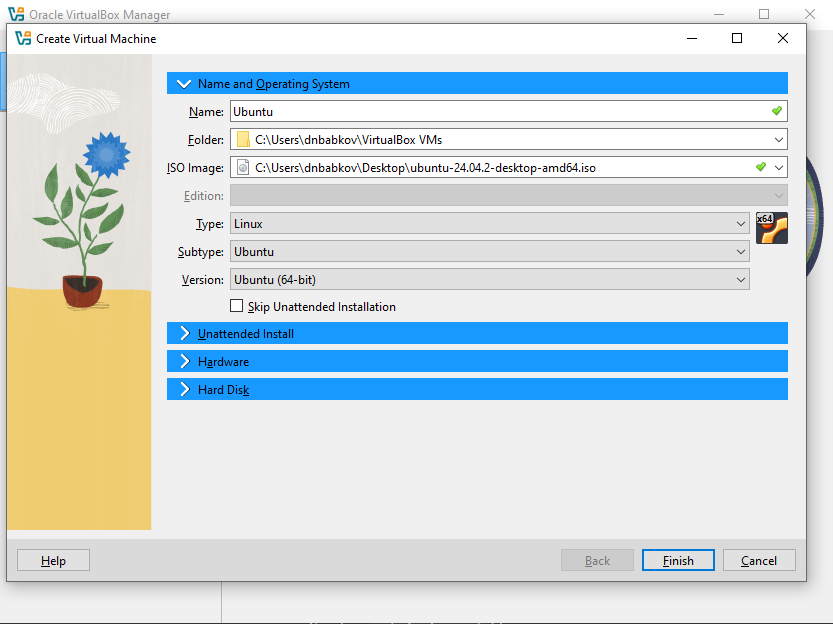 Oracle VirtualBox Manager
Create Virtual Machine
Name and Operating System
Name: Ubuntu
Folder: C:\Users\dnbabkov\VirtualBox VMs
ISO Image: C:\Users\dnbabkov\Desktop\ubuntu-24.04.2-desktop-amd64.iso
Edition:
Type: Linux
x64
Subtype: Ubuntu
Version: Ubuntu (64-bit)
Skip Unattended Installation
Unattended Install
Hardware
Hard Disk
Help Back Finish Cancel